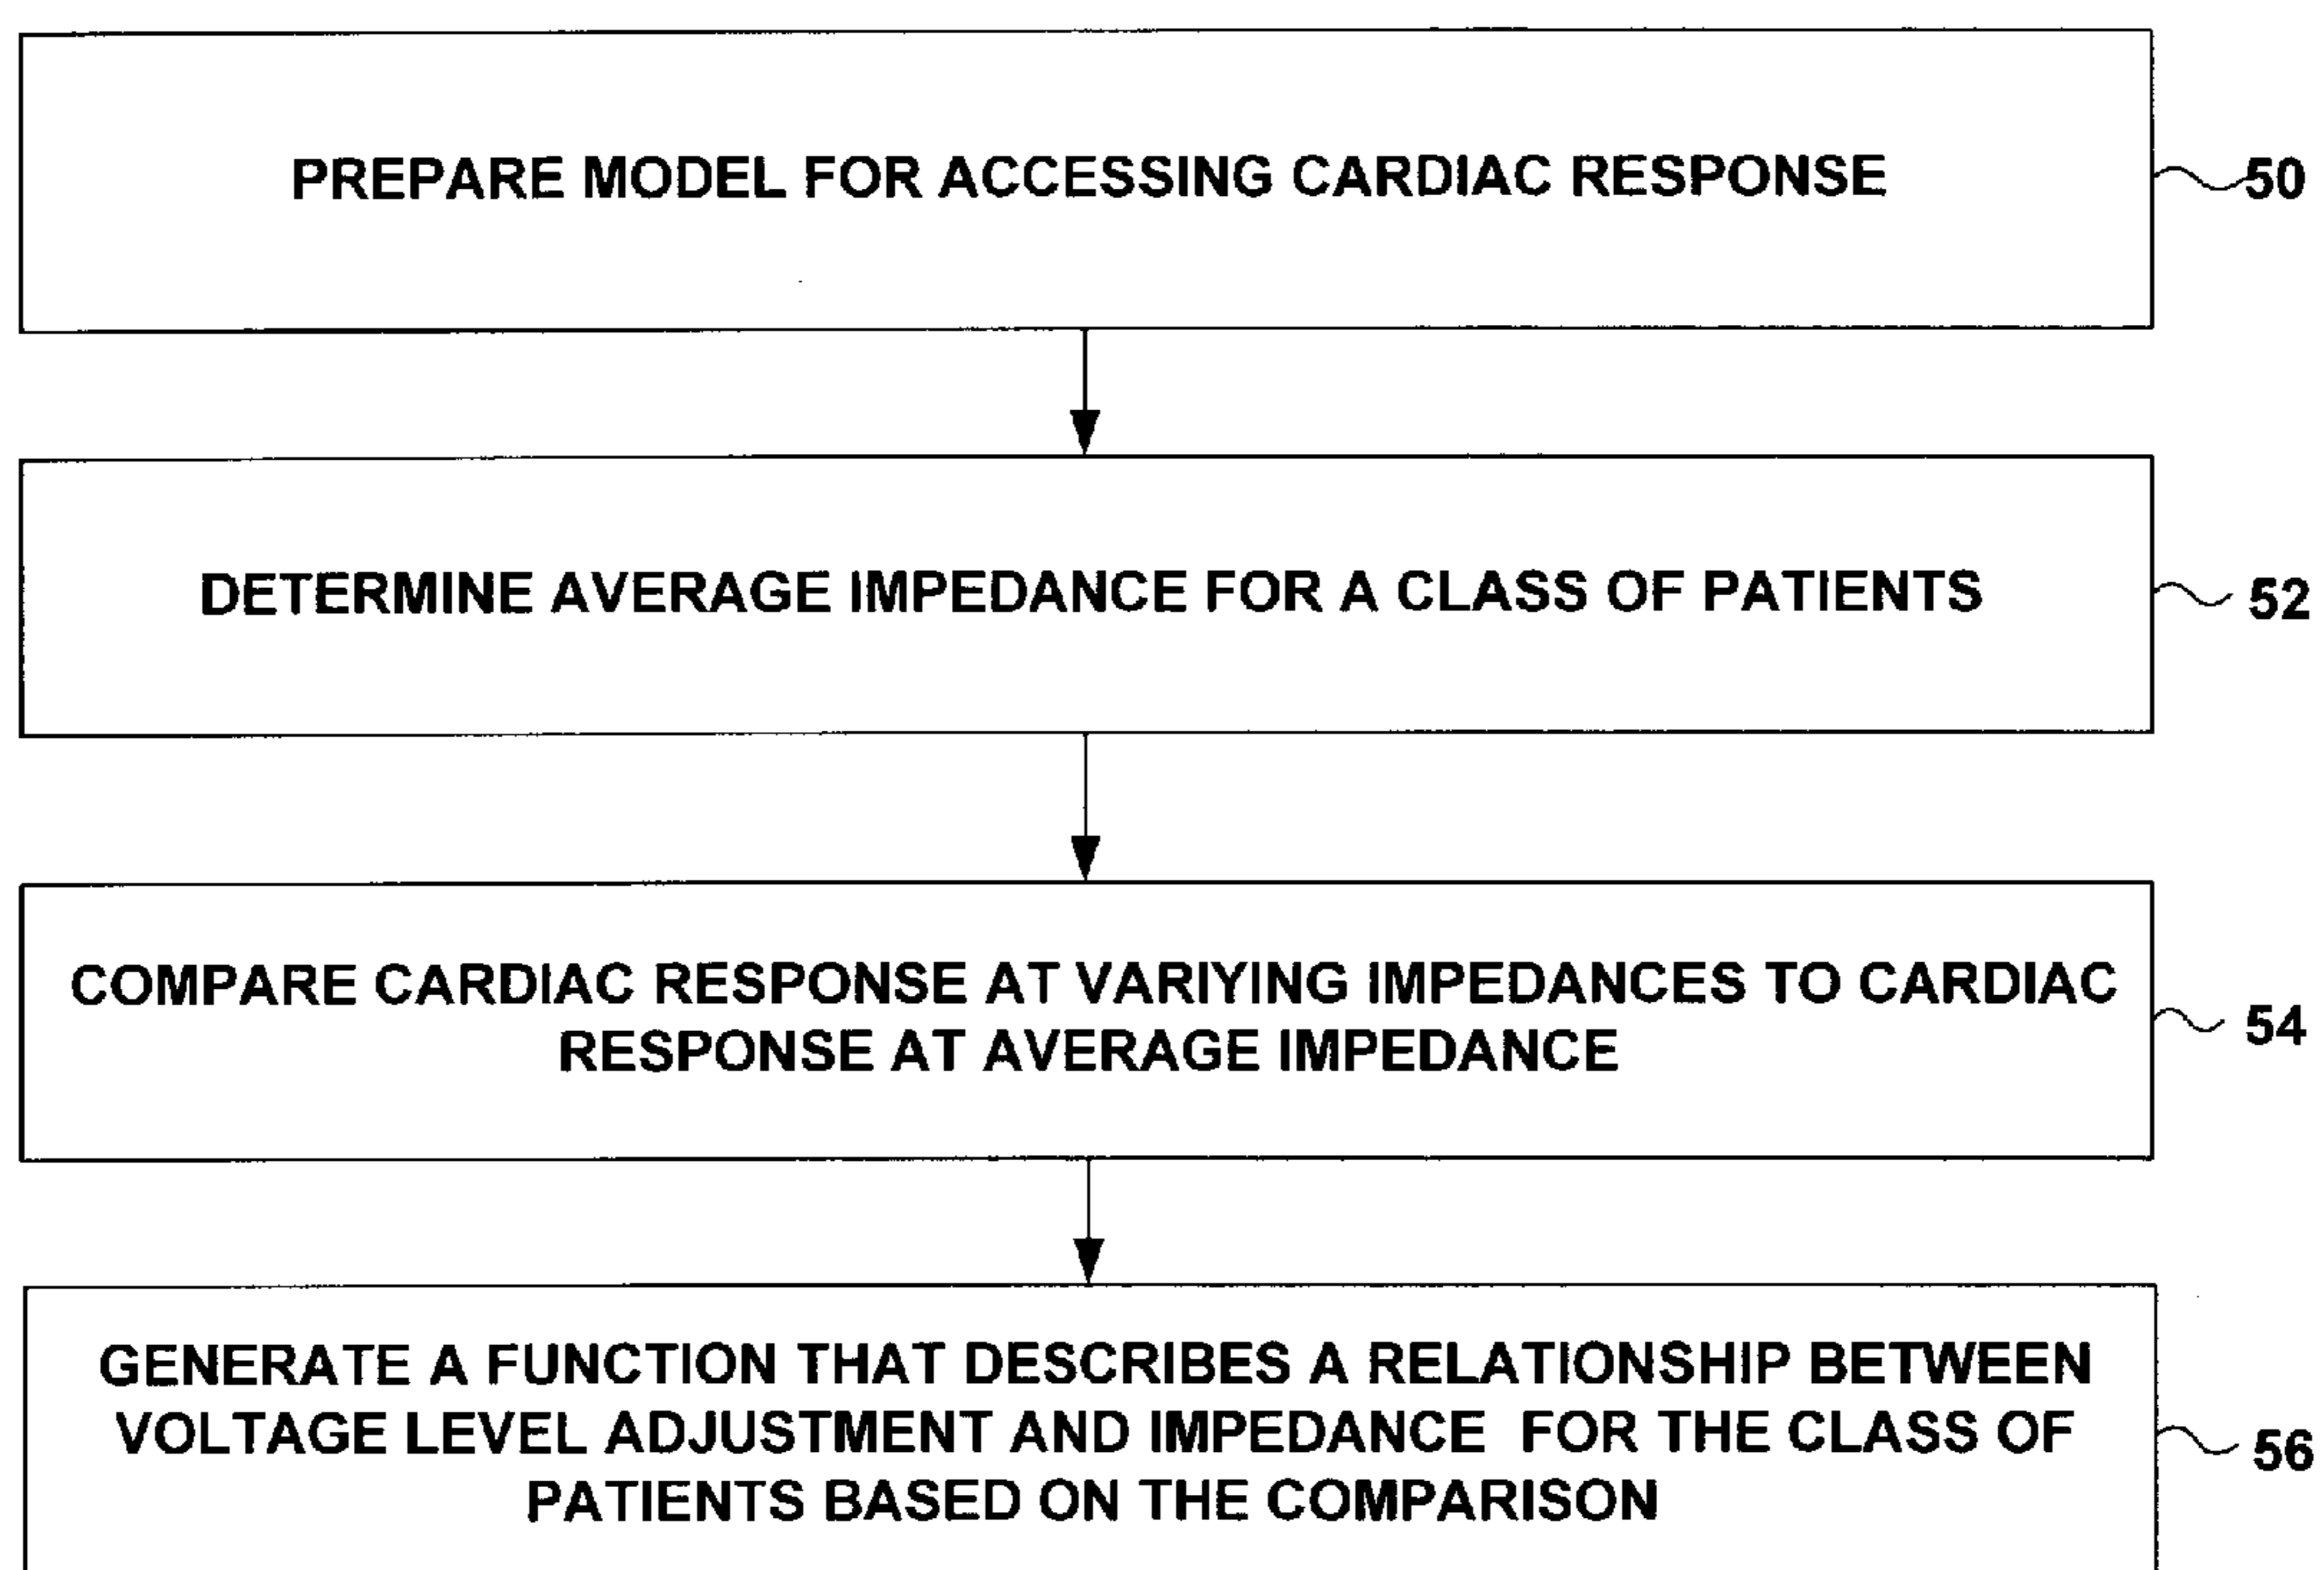 PREPARE MODEL FOR ACCESSING CARDIAC RESPONSE
50
DETERMINE AVERAGE IMPEDANCE FOR A CLASS OF PATIENTS
52
COMPARE CARDIAC RESPONSE AT VARIYING IMPEDANCES TO CARDIAC
RESPONSE AT AVERAGE IMPEDANCE
54
GENERATE A FUNCTION THAT DESCRIBES A RELATIONSHIP BETWEEN
VOLTAGE LEVEL ADJUSTMENT AND IMPEDANCE FOR THE CLASS OF
PATIENTS BASED ON THE COMPARISON
56